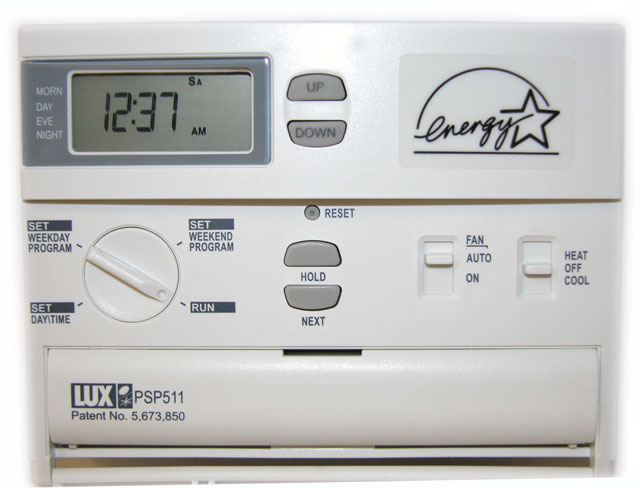 SA
MORN
DAY
EVE
NIGHT
12:37
AM
UP
DOWN
energy
RESET
SET
WEEKDAY
PROGRAM
SET
WEEKEND
PROGRAM
SET
DAY\TIME
RUN
HOLD
NEXT
FAN
AUTO
ON
HEAT
OFF
COOL
LUX PSP511
Patent No. 5,673,850